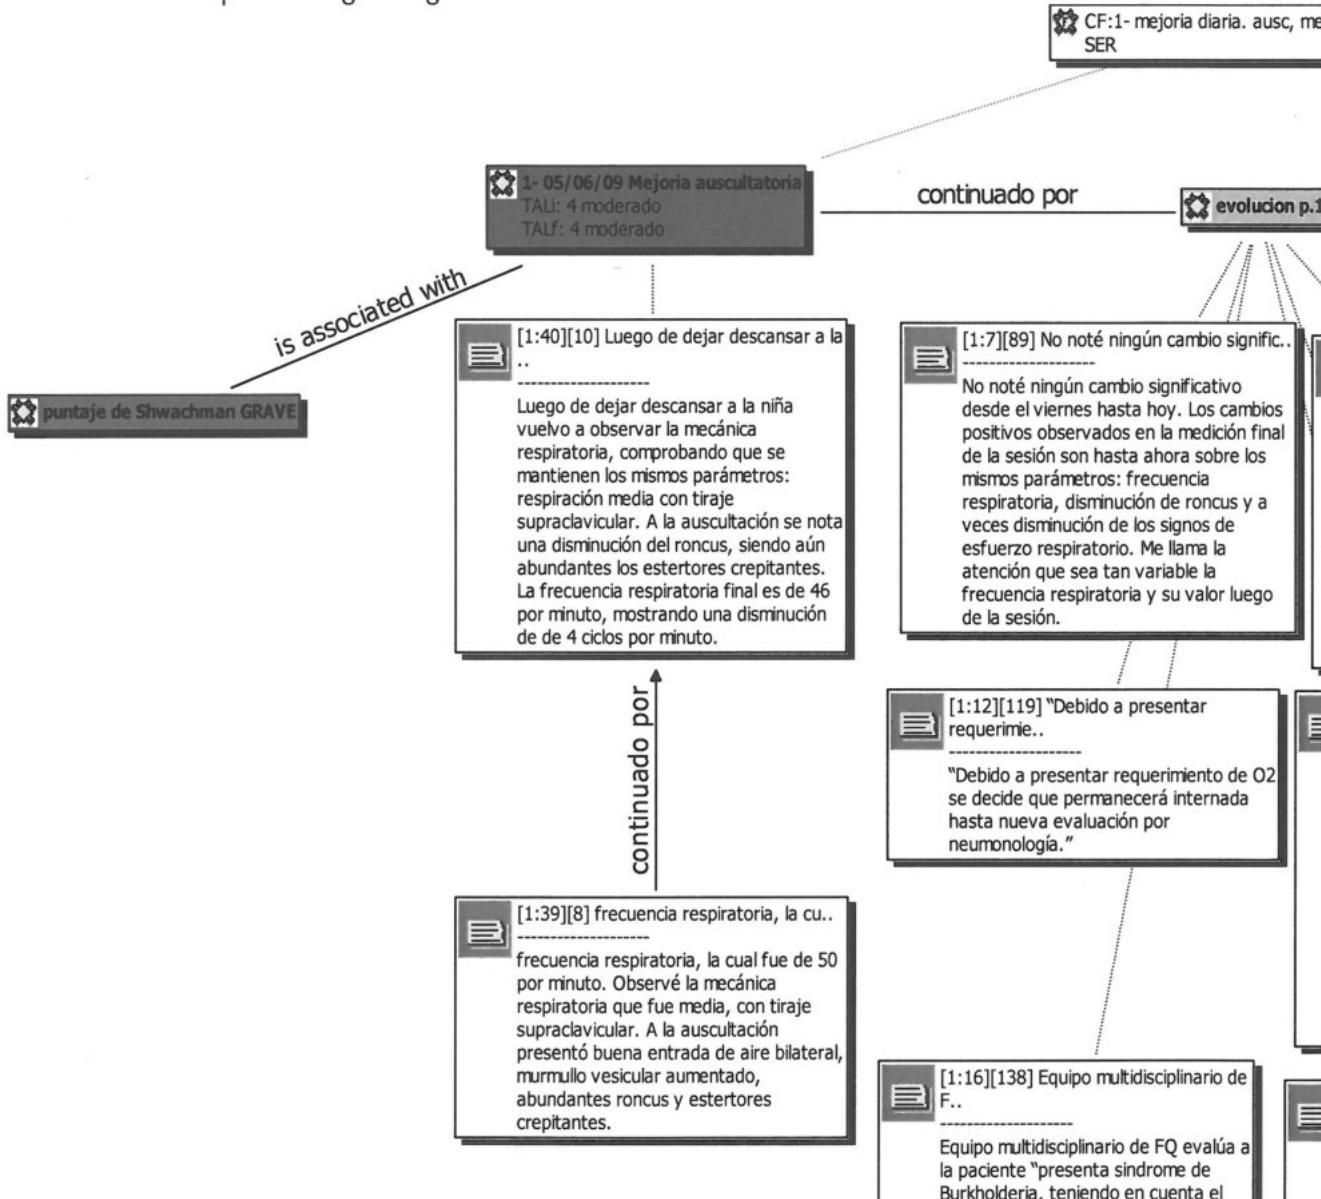 CF:1- mejoria diaria. ausc, me
SER
1- 05/06/09 Mejoria auscultatoria
TALi: 4 moderado
TALf: 4 moderado
continuado por
evolucion p.1
is associated with
puntaje de Shwachman GRAVE
[1:40][10] Luego de dejar descansar a la
..
--------------------
Luego de dejar descansar a la niña
vuelvo a observar la mecánica
respiratoria, comprobando que se
mantienen los mismos parámetros:
respiración media con tiraje
supraclavicular. A la auscultación se nota
una disminución del roncus, siendo aún
abundantes los estertores crepitantes.
La frecuencia respiratoria final es de 46
por minuto, mostrando una disminución
de de 4 ciclos por minuto.
continuado por
[1:39][8] frecuencia respiratoria, la cu..
--------------------
frecuencia respiratoria, la cual fue de 50
por minuto. Observé la mecánica
respiratoria que fue media, con tiraje
supraclavicular. A la auscultación
presentó buena entrada de aire bilateral,
murmullo vesicular aumentado,
abundantes roncus y estertores
crepitantes.
[1:7][89] No noté ningún cambio signific..
--------------------
No noté ningún cambio significativo
desde el viernes hasta hoy. Los cambios
positivos observados en la medición final
de la sesión son hasta ahora sobre los
mismos parámetros: frecuencia
respiratoria, disminución de roncus y a
veces disminución de los signos de
esfuerzo respiratorio. Me llama la
atención que sea tan variable la
frecuencia respiratoria y su valor luego
de la sesión.
[1:12][119] “Debido a presentar
requerimie..
--------------------
“Debido a presentar requerimiento de O2
se decide que permanecerá internada
hasta nueva evaluación por
neumonología.”
[1:16][138] Equipo multidisciplinario de
F..
--------------------
Equipo multidisciplinario de FQ evalúa a
la paciente “presenta sindrome de
Burkholderia, teniendo en cuenta el